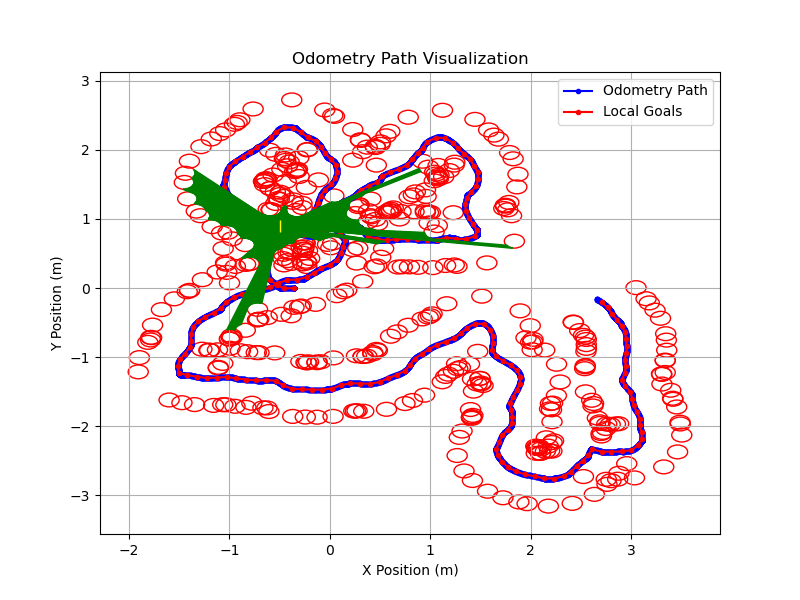 Odometry Path Visualization
Odometry Path
Local Goals
3
2
1
0
−1
−2
−3
Y Position (m)
−2
−1
0
1
2
3
X Position (m)